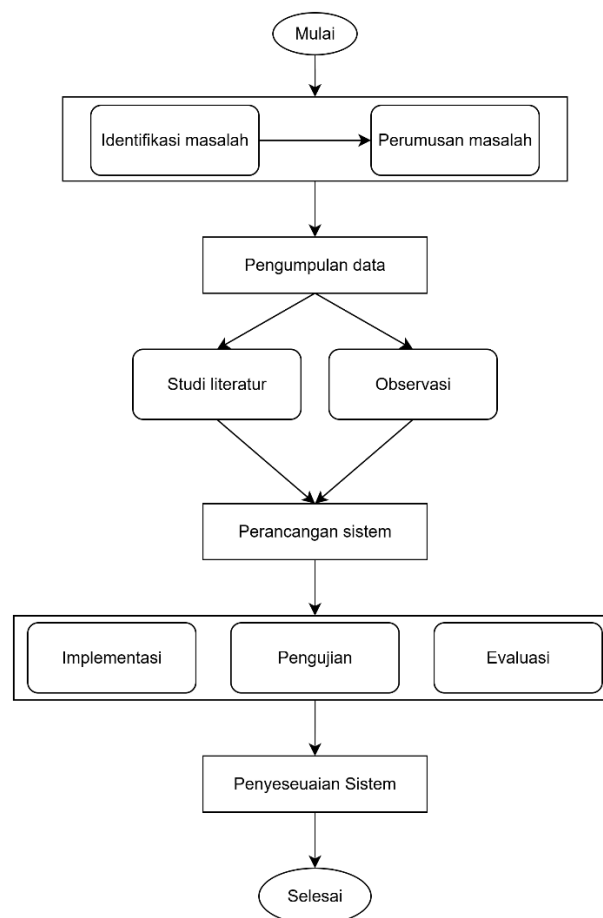 Mulai
Identifikasi masalah
Perumusan masalah
Pengumpulan data
Studi literatur
Observasi
Perancangan sistem
Implementasi
Pengujian
Evaluasi
Penyeseuaian Sistem
Selesai